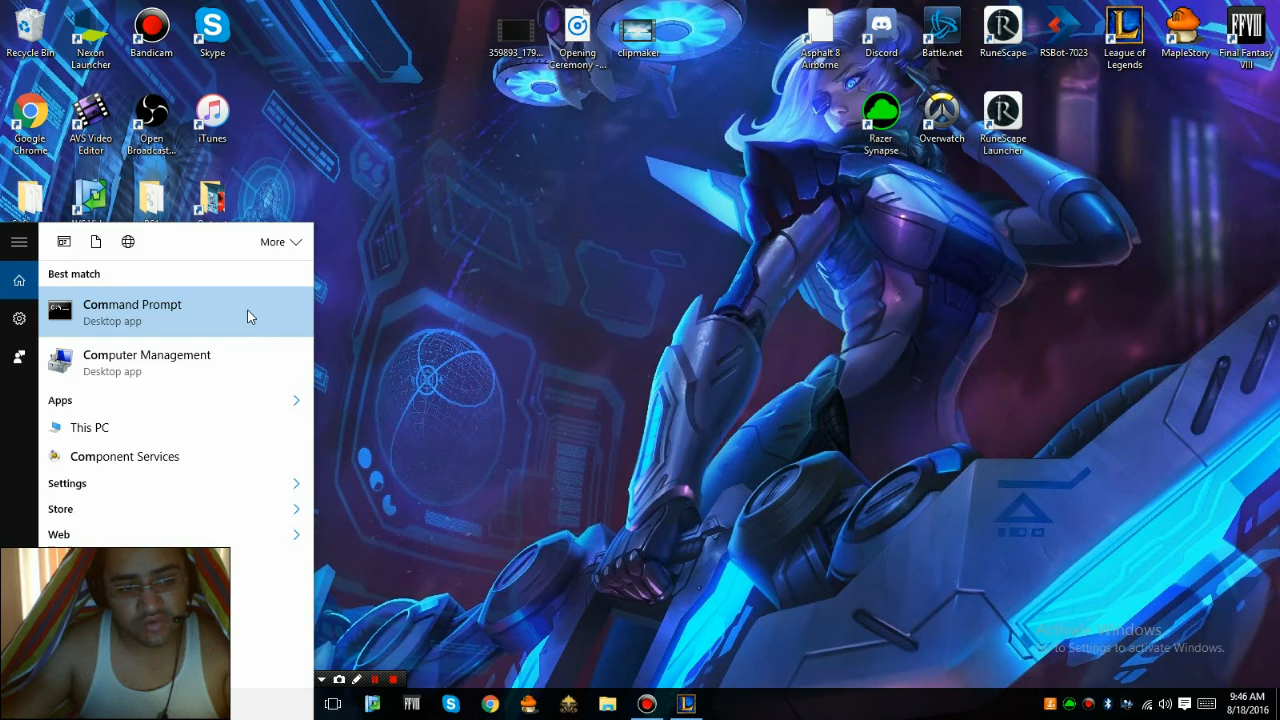 Recycle Bin
Nexon
Launcher
Bandicam
Skype
359893_179...
Opening
Ceremony -...
clipmaker
Asphalt 8
Airborne
Discord
Battle.net
RuneScape
RSBot-7023
League of
Legends
MapleStory
FFVIII
Final Fantasy
VIII
Google
Chrome
AVS Video
Editor
Open
Broadcast...
iTunes
Razer
Synapse
Overwatch
RuneScape
Launcher
More
Best match
Command Prompt
Desktop app
Computer Management
Desktop app
Apps
This PC
Component Services
Settings
Store
Web
Activate Windows
to Settings to activate Windows.
FFVIII
9:46 AM
8/18/2016